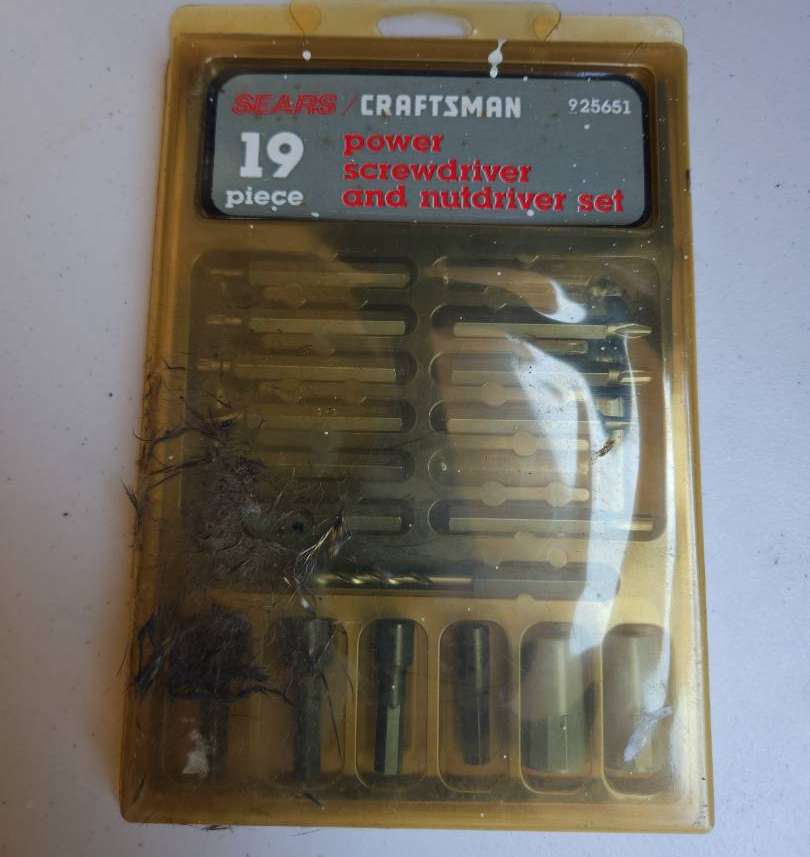 SEARS / CRAFTSMAN 925651
19 piece
power
screwdriver
and nutdriver set